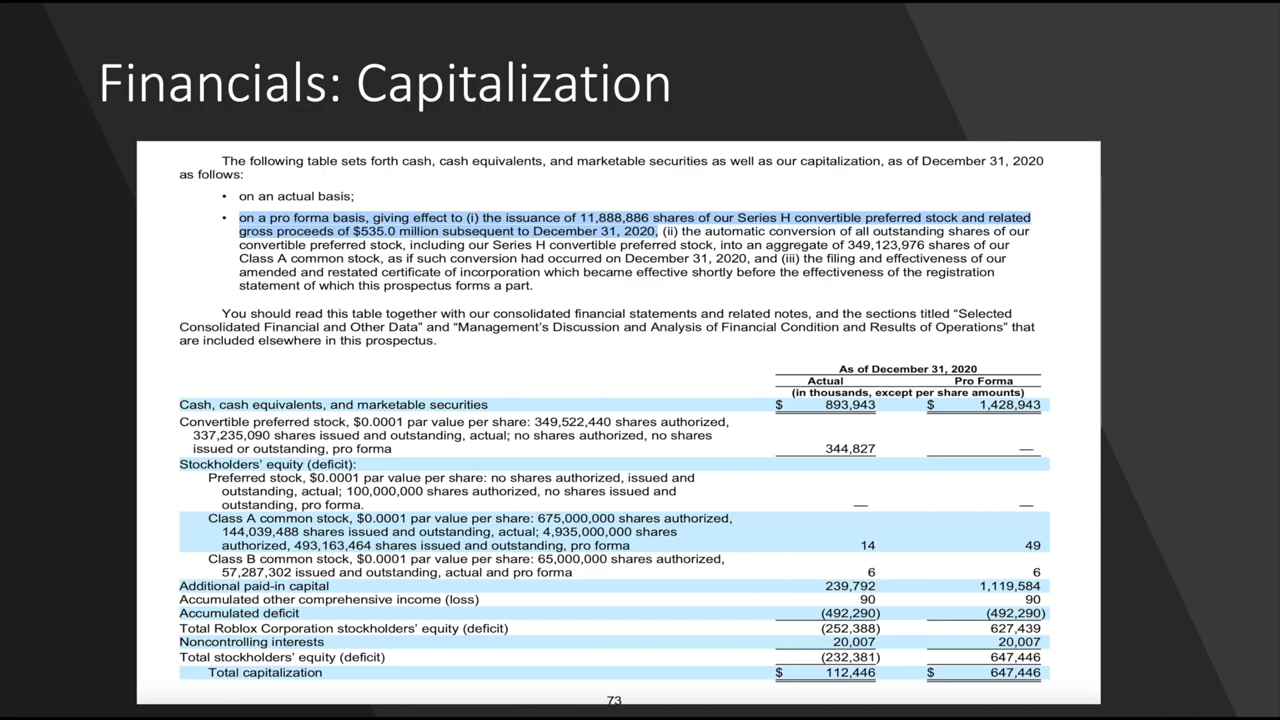 Financials: Capitalization
The following table sets forth cash, cash equivalents, and marketable securities as well as our capitalization, as of December 31, 2020
as follows:
• on an actual basis;
• on a pro forma basis, giving effect to (i) the issuance of 11,888,886 shares of our Series H convertible preferred stock and related
gross proceeds of $535.0 million subsequent to December 31, 2020, (ii) the automatic conversion of all outstanding shares of our
convertible preferred stock, including our Series H convertible preferred stock, into an aggregate of 349,123,976 shares of our
Class A common stock, as if such conversion had occurred on December 31, 2020, and (iii) the filing and effectiveness of our
amended and restated certificate of incorporation which became effective shortly before the effectiveness of the registration
statement of which this prospectus forms a part.
You should read this table together with our consolidated financial statements and related notes, and the sections titled “Selected
Consolidated Financial and Other Data” and “Management’s Discussion and Analysis of Financial Condition and Results of Operations” that
are included elsewhere in this prospectus.
As of December 31, 2020
Actual Pro Forma
(in thousands, except per share amounts)
Cash, cash equivalents, and marketable securities $ 893,943 $ 1,428,943
Convertible preferred stock, $0.0001 par value per share: 349,522,440 shares authorized,
337,235,090 shares issued and outstanding, actual; no shares authorized, no shares
issued or outstanding, pro forma 344,827 —
Stockholders’ equity (deficit):
Preferred stock, $0.0001 par value per share: no shares authorized, issued and
outstanding, actual; 100,000,000 shares authorized, no shares issued and
outstanding, pro forma. — —
Class A common stock, $0.0001 par value per share: 675,000,000 shares authorized,
144,039,488 shares issued and outstanding, actual; 4,935,000,000 shares
authorized, 493,163,464 shares issued and outstanding, pro forma 14 49
Class B common stock, $0.0001 par value per share: 65,000,000 shares authorized,
57,287,302 issued and outstanding, actual and pro forma 6 6
Additional paid-in capital 239,792 1,119,584
Accumulated other comprehensive income (loss) 90 90
Accumulated deficit (492,290) (492,290)
Total Roblox Corporation stockholders’ equity (deficit) (252,388) 627,439
Noncontrolling interests 20,007 20,007
Total stockholders’ equity (deficit) (232,381) 647,446
Total capitalization $ 112,446 $ 647,446
73